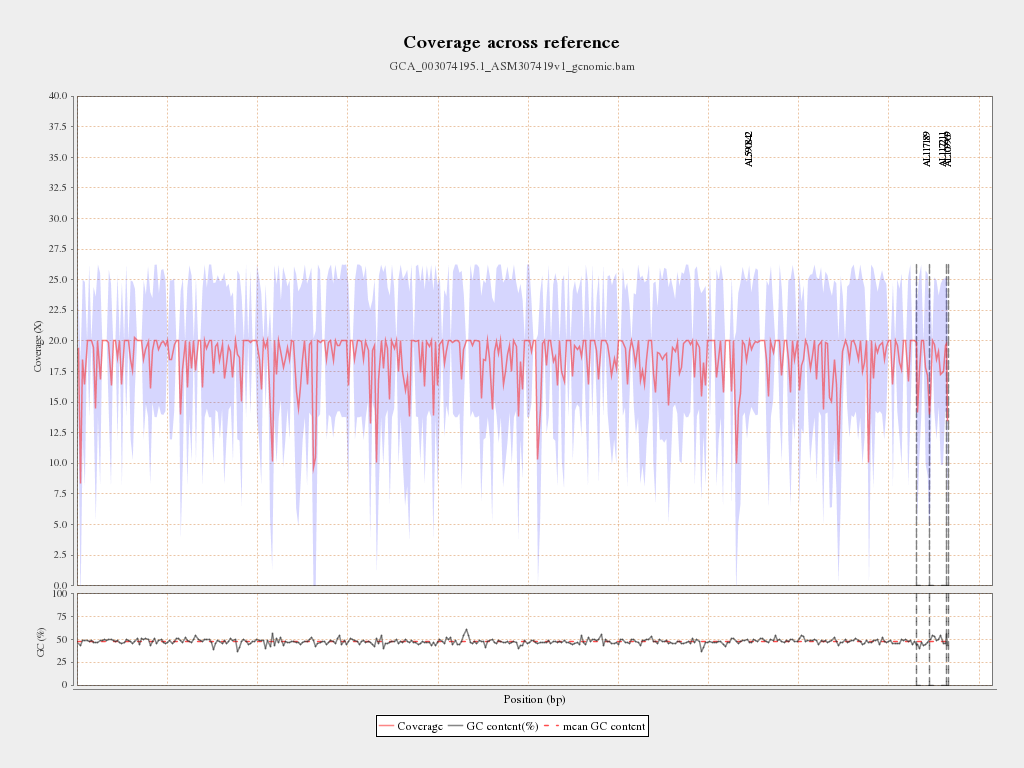 Coverage across reference
GCA_003074195.1_ASM307419v1_genomic.bam
40.0
37.5
35.0
32.5
30.0
27.5
25.0
22.5
20.0
17.5
15.0
12.5
10.0
7.5
5.0
2.5
0.0
Coverage (X)
AL590842
AL117189
AL117211
AL109969
100
75
50
25
0
GC (%)
Position (bp)
Coverage GC content(%) mean GC content